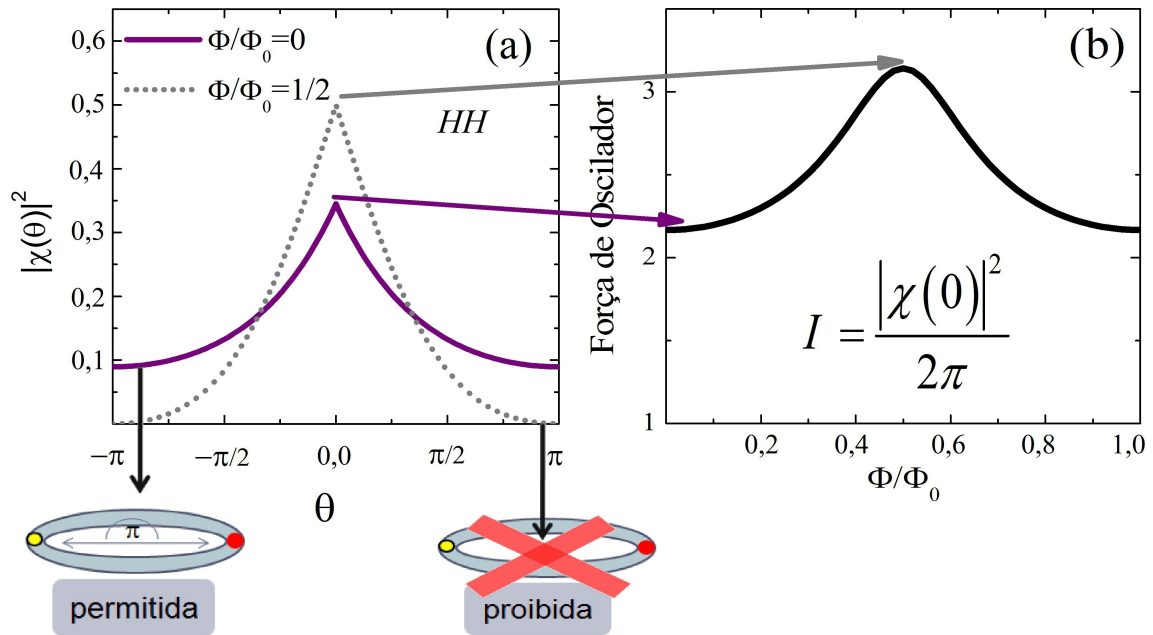 (a)
Φ/Φ₀=0
Φ/Φ₀=1/2
HH
|χ(θ)|²
0,6
0,5
0,4
0,3
0,2
0,1
−π
−π/2
0,0
π/2
π
θ
π
permitida
proibida
(b)
Força de Oscilador
3
2
1
I = |χ(0)|² / 2π
0,2
0,4
0,6
0,8
1,0
Φ/Φ₀